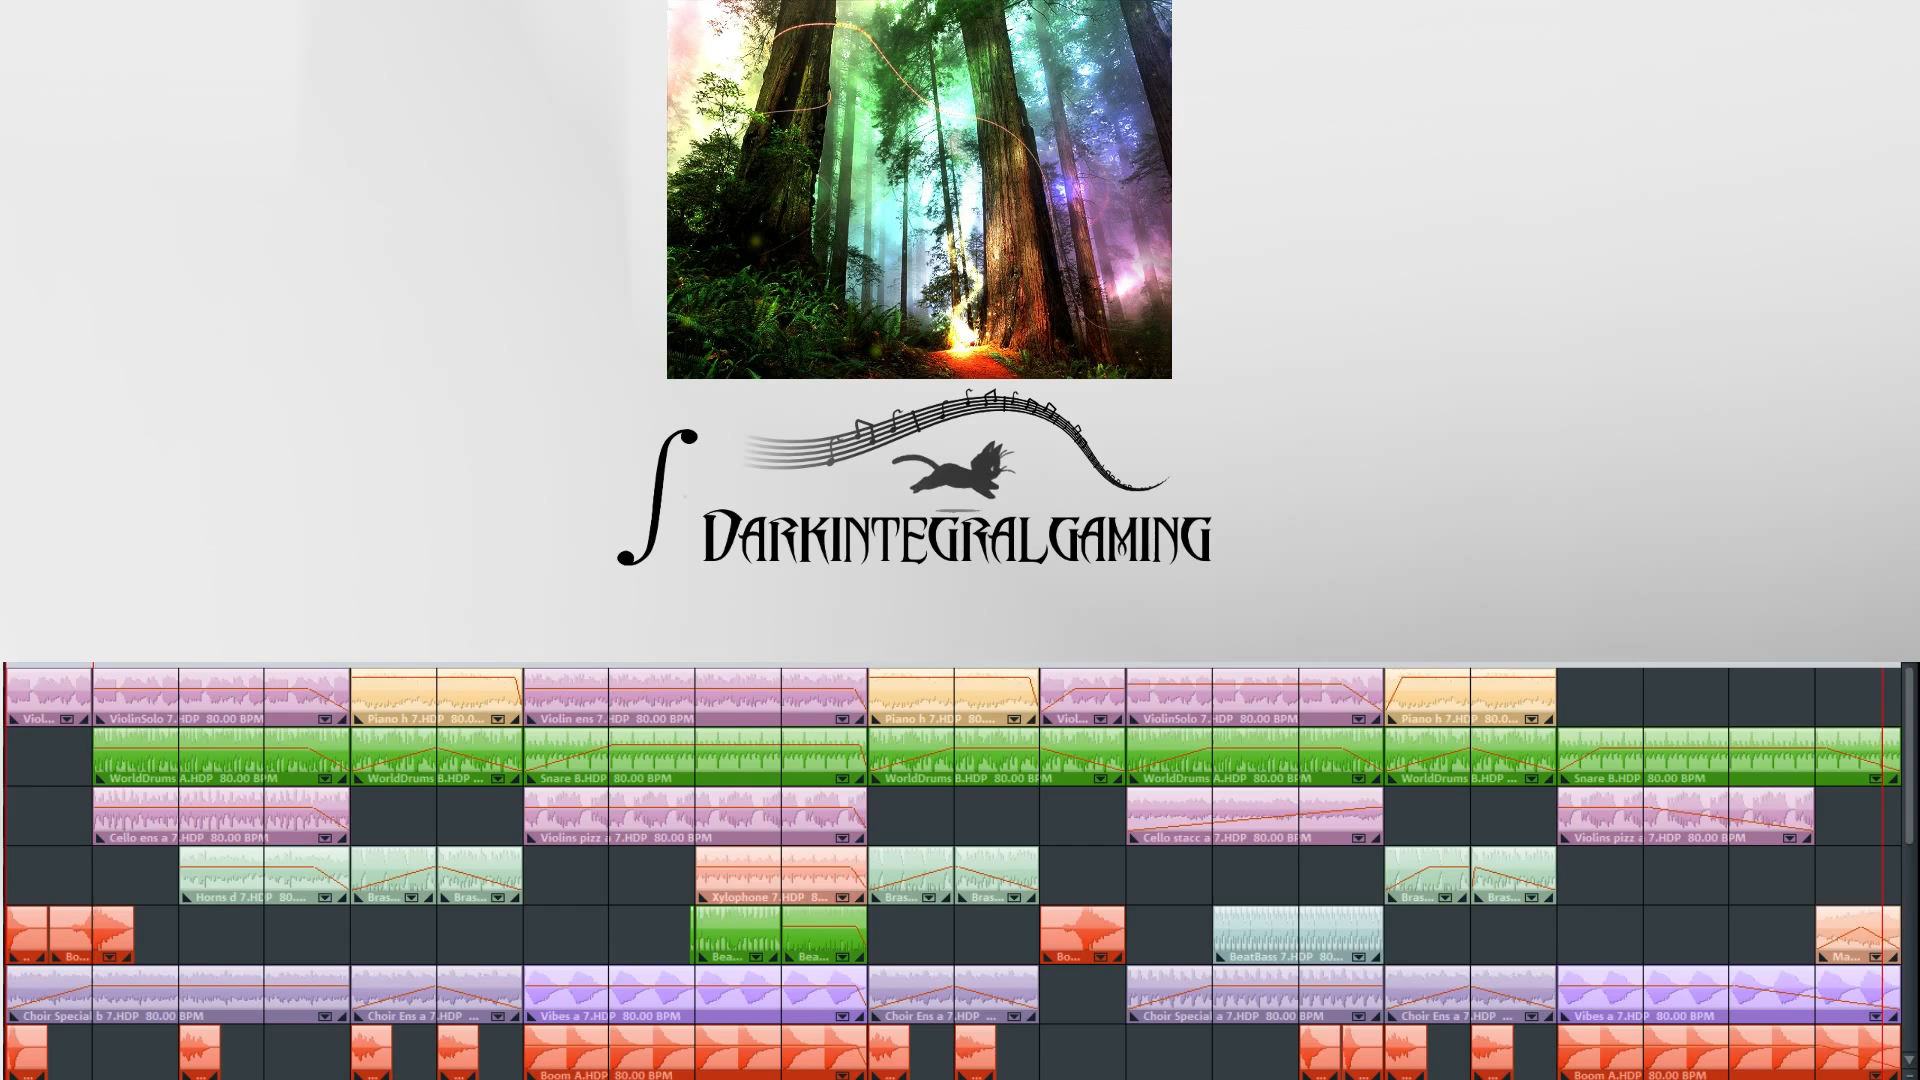 ∫ DARKINTEGRALGAMING
Viol... ViolinSolo 7.HDP 80.00 BPM Piano h 7.HDP 80.0... Violin ens 7.HDP 80.00 BPM Piano h 7.HDP 80.... Viol... ViolinSolo 7.HDP 80.00 BPM Piano h 7.HDP 80.0...
WorldDrums A.HDP 80.00 BPM WorldDrums B.HDP ... Snare B.HDP 80.00 BPM WorldDrums B.HDP 80.00 BPM WorldDrums A.HDP 80.00 BPM WorldDrums B.HDP ... Snare B.HDP 80.00 BPM
Cello ens a 7.HDP 80.00 BPM Violins pizz a 7.HDP 80.00 BPM Cello stacc a 7.HDP 80.00 BPM Violins pizz a 7.HDP 80.00 BPM
Horns d 7.HDP 80.... Bras... Bras... Xylophone 7.HDP 8... Bras... Bras... Bras... Bras...
.. Bo... Bea... Bea... Bo... BeatBass 7.HDP 80.... Ma...
Choir Special b 7.HDP 80.00 BPM Choir Ens a 7.HDP ... Vibes a 7.HDP 80.00 BPM Choir Ens a 7.HDP ... Choir Special a 7.HDP 80.00 BPM Choir Ens a 7.HDP ... Vibes a 7.HDP 80.00 BPM
... ... ... ... Boom A.HDP 80.00 BPM ... ... ... ... ... ... Boom A.HDP 80.00 BPM